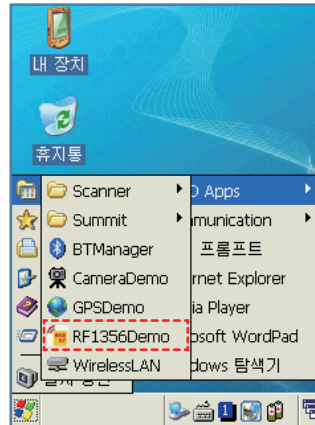 내 장치
휴지통
Scanner
Summit
BTManager
CameraDemo
GPSDemo
RF1356Demo
WirelessLAN
Apps
munication
프롬프트
rnet Explorer
ia Player
osoft WordPad
dows 탐색기
1